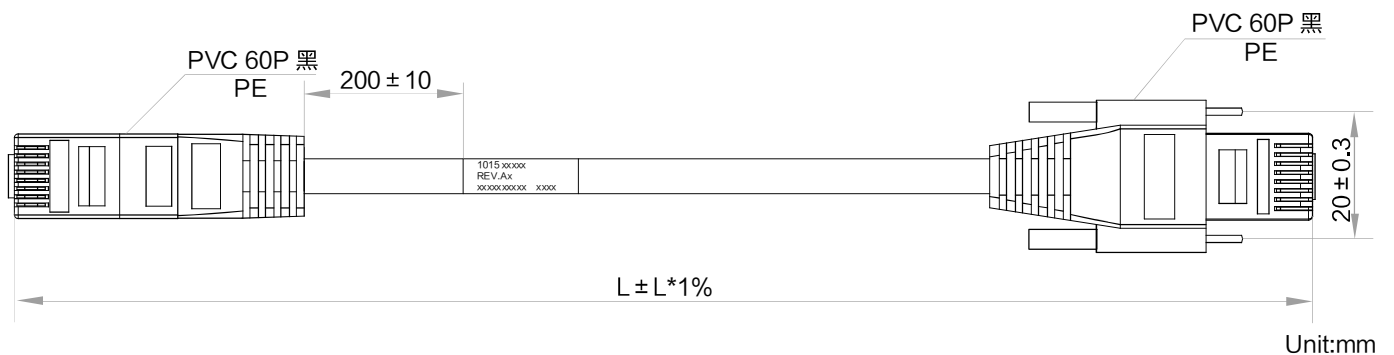 PVC 60P 黑
PE
PVC 60P 黑
PE
200 ± 10
1015 xxxxx
REV.Ax
xxxxxxxxxx xxxx
20 ± 0.3
L ± L*1%
Unit:mm